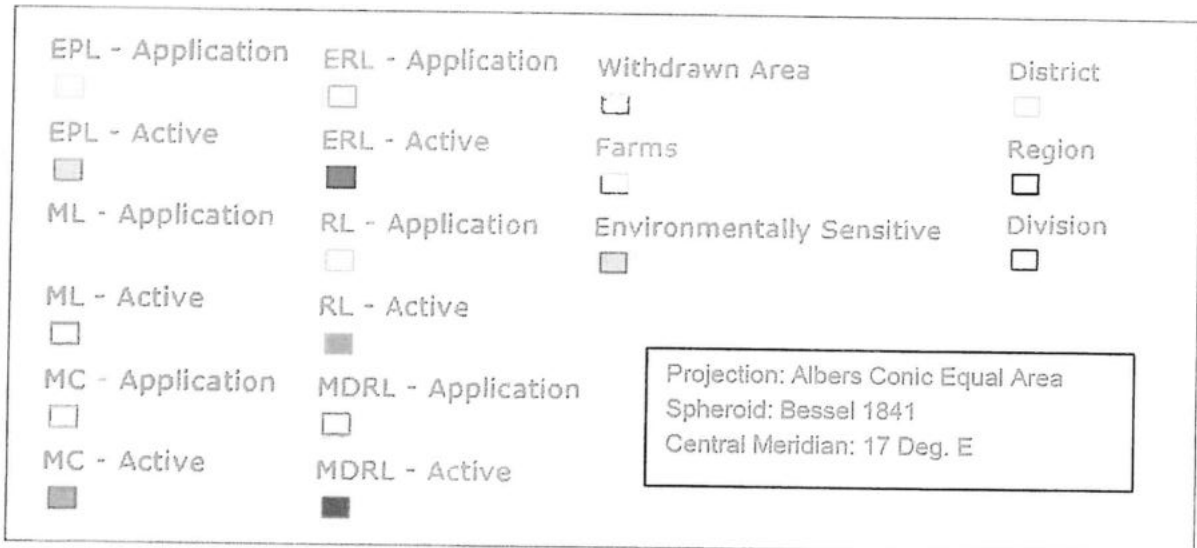 EPL - Application
EPL - Active
ML - Application
ML - Active
MC - Application
MC - Active
ERL - Application
ERL - Active
RL - Application
RL - Active
MDRL - Application
MDRL - Active
Withdrawn Area
Farms
Environmentally Sensitive
District
Region
Division
Projection: Albers Conic Equal Area
Spheroid: Bessel 1841
Central Meridian: 17 Deg. E